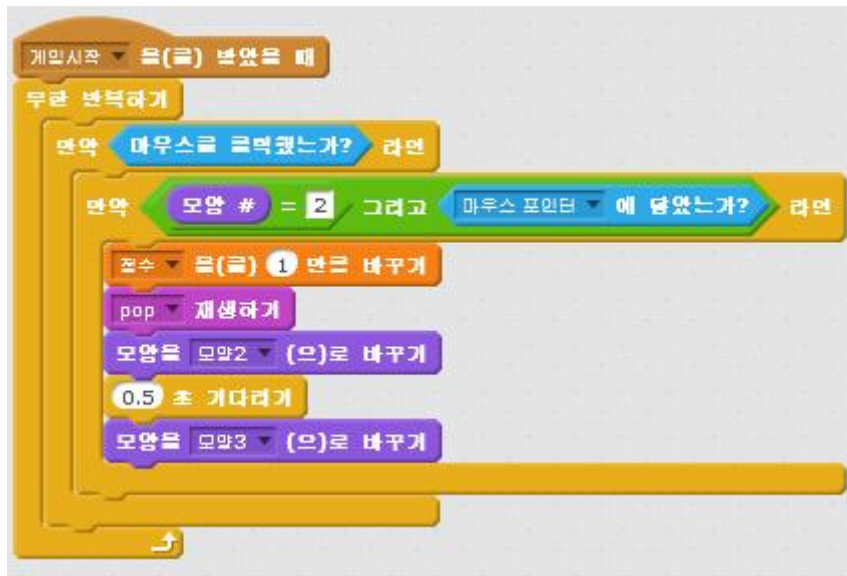 게임시작 을(를) 받았을 때
무한 반복하기
만약 마우스를 클릭했는가? 라면
만약 모양 # = 2 그리고 마우스 포인터 에 닿았는가? 라면
점수 을(를) 1 만큼 바꾸기
pop 재생하기
모양을 모양2 (으)로 바꾸기
0.5 초 기다리기
모양을 모양3 (으)로 바꾸기